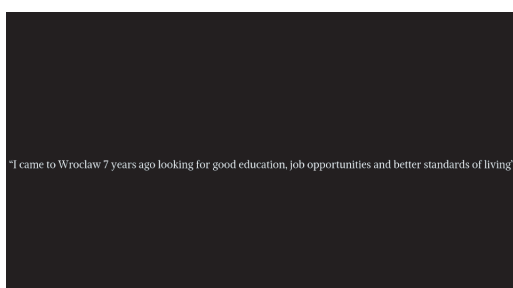 “I came to Wroclaw 7 years ago looking for good education, job opportunities and better standards of living”